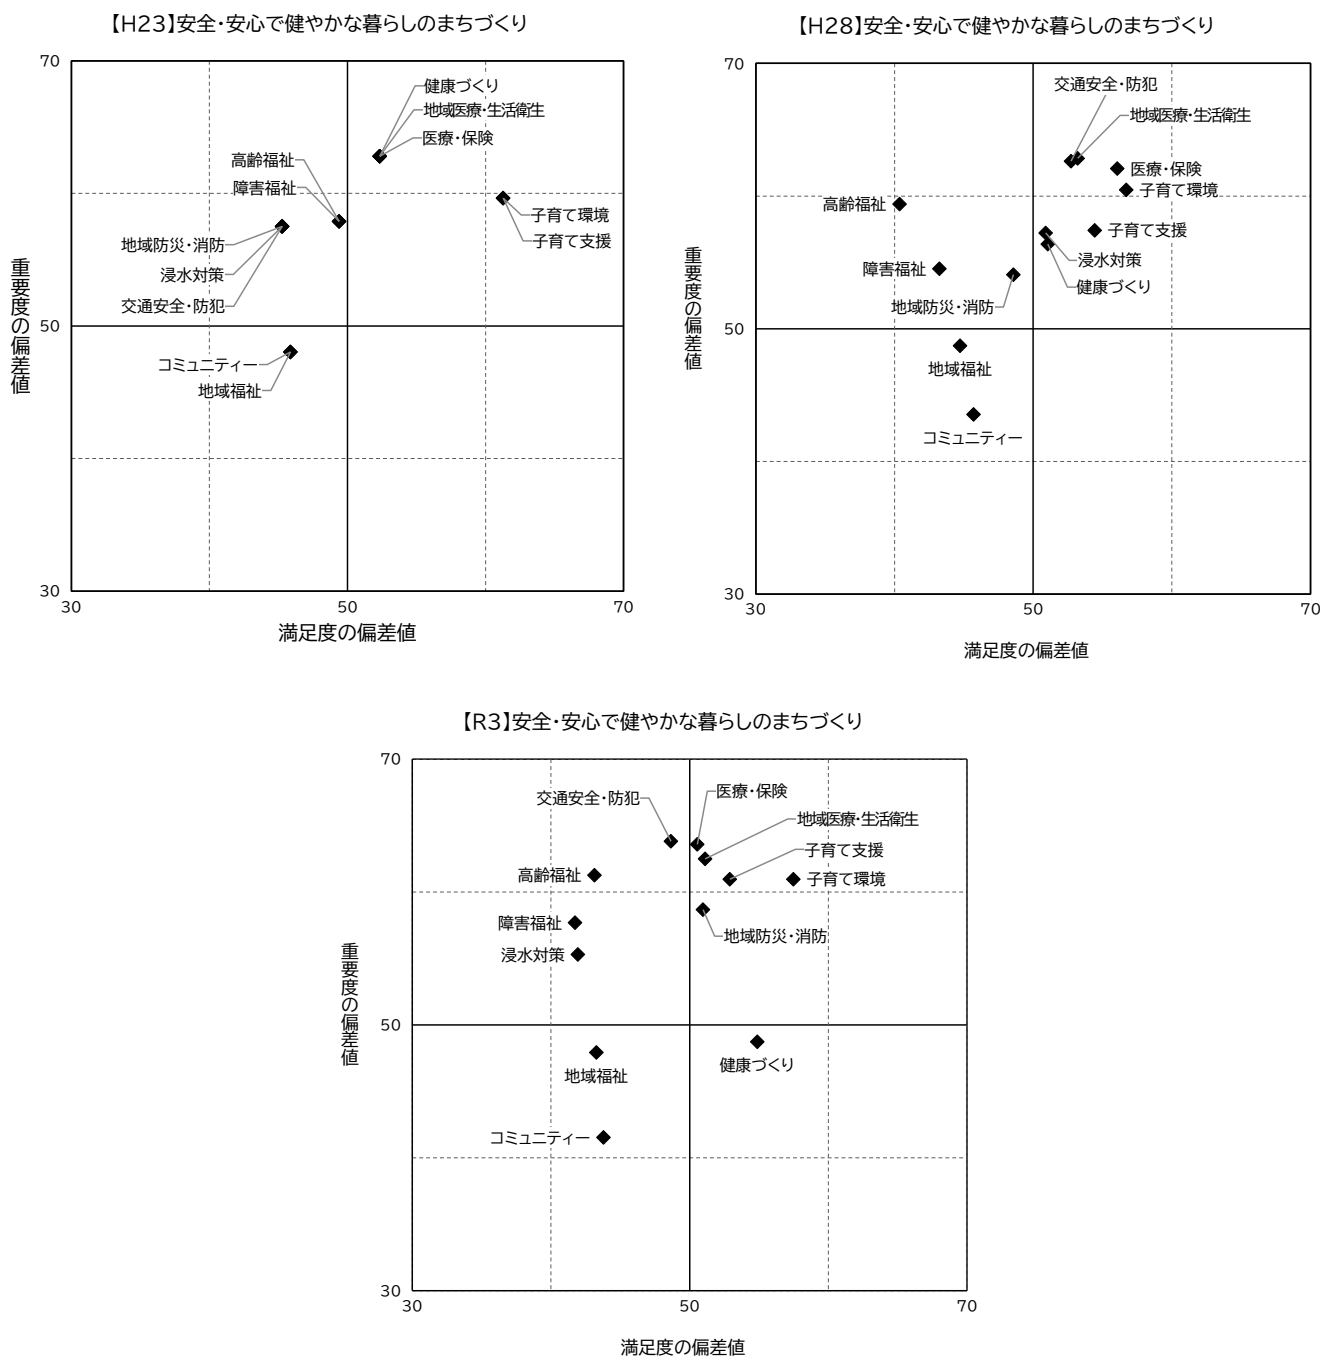 【H23】安全・安心で健やかな暮らしのまちづくり
70
健康づくり
地域医療・生活衛生
医療・保険
高齢福祉
障害福祉
子育て環境
子育て支援
地域防災・消防
浸水対策
交通安全・防犯
重要度の偏差値
50
コミュニティー
地域福祉
30
30
50
70
満足度の偏差値
【H28】安全・安心で健やかな暮らしのまちづくり
70
交通安全・防犯
地域医療・生活衛生
医療・保険
子育て環境
高齢福祉
子育て支援
浸水対策
障害福祉
健康づくり
地域防災・消防
重要度の偏差値
50
地域福祉
コミュニティー
30
30
50
70
満足度の偏差値
【R3】安全・安心で健やかな暮らしのまちづくり
70
医療・保険
交通安全・防犯
地域医療・生活衛生
子育て支援
高齢福祉
子育て環境
障害福祉
地域防災・消防
浸水対策
重要度の偏差値
50
健康づくり
地域福祉
コミュニティー
30
30
50
70
満足度の偏差値